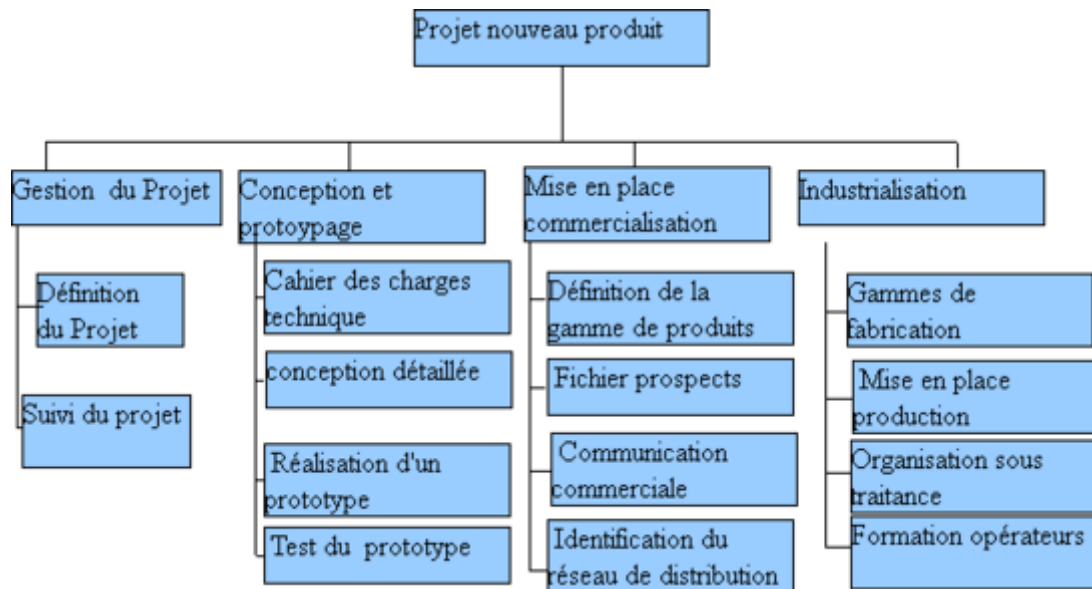 Projet nouveau produit
Gestion du Projet
Définition
du Projet
Suivi du projet
Conception et
protoypage
Cahier des charges
technique
conception détaillée
Réalisation d'un
prototype
Test du prototype
Mise en place
commercialisation
Définition de la
gamme de produits
Fichier prospects
Communication
commerciale
Identification du
réseau de distribution
Industrialisation
Gammes de
fabrication
Mise en place
production
Organisation sous
traitance
Formation opérateurs